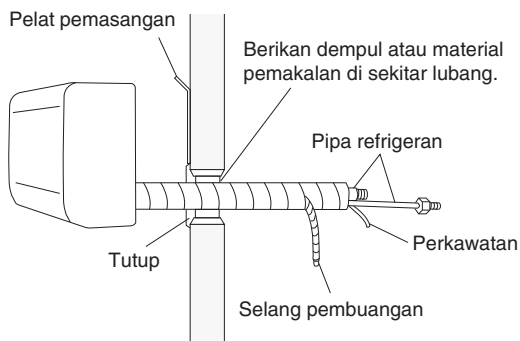 Pelat pemasangan
Berikan dempul atau material
pemakalan di sekitar lubang.
Pipa refrigeran
Perkawatan
Tutup
Selang pembuangan